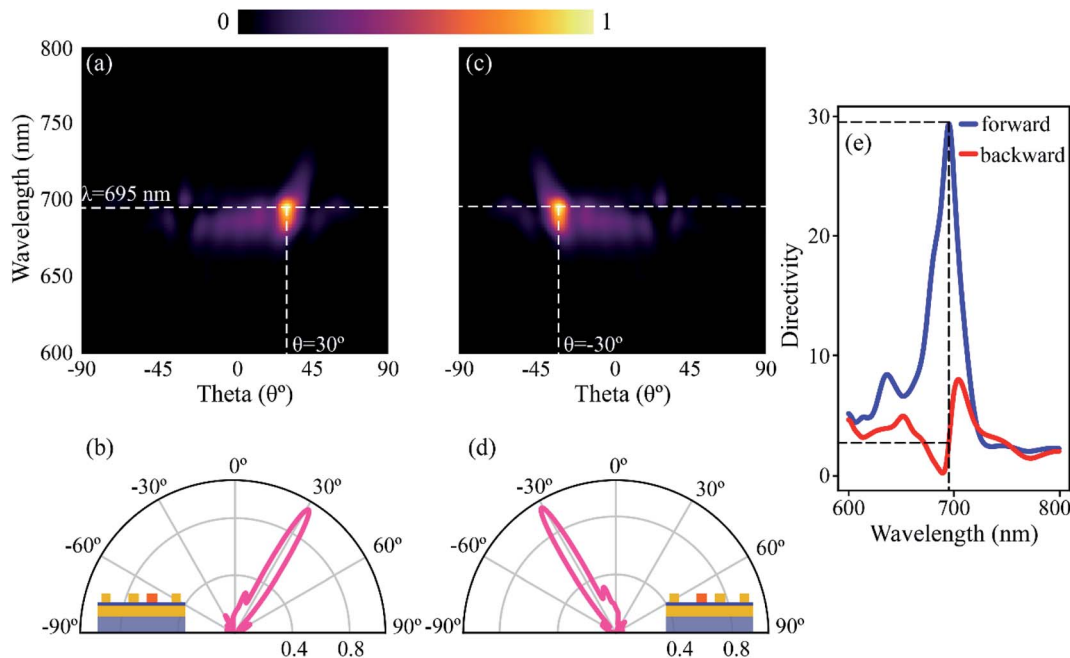 0 1
(a)
800
750
700
650
600
Wavelength (nm)
λ=695 nm
θ=30º
-90 -45 0 45 90
Theta (θº)
(c)
θ=-30º
-90 -45 0 45 90
Theta (θº)
(e)
forward
backward
30
20
10
0
Directivity
600 700 800
Wavelength (nm)
(b)
0º
-30º 30º
-60º 60º
-90º 90º
0.4 0.8
(d)
0º
-30º 30º
-60º 60º
-90º 90º
0.4 0.8